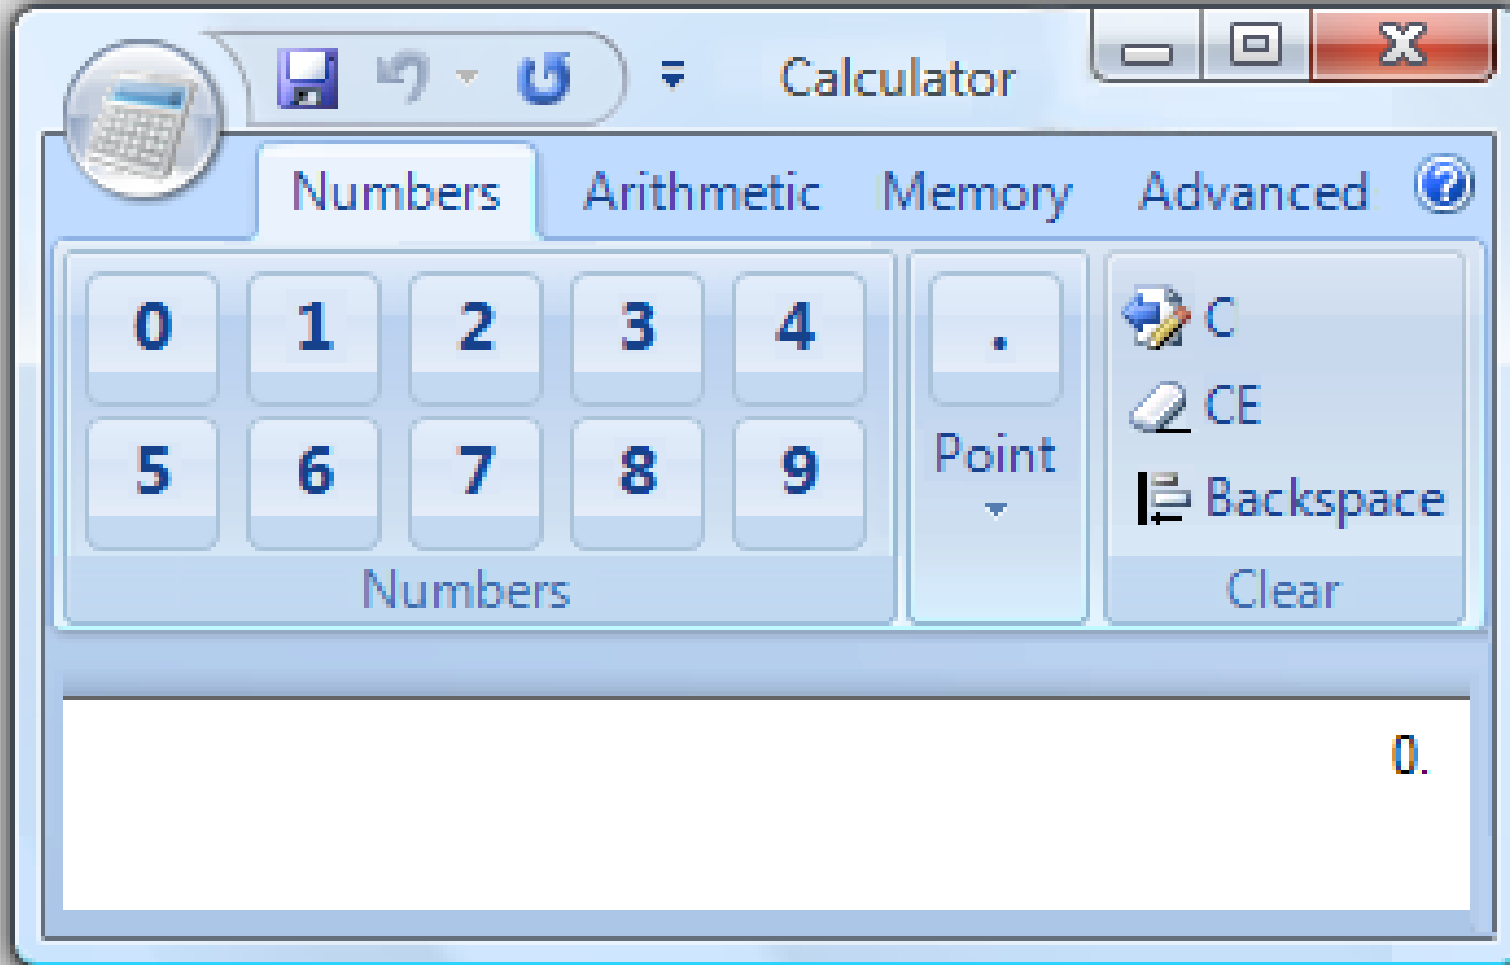 Calculator
Numbers Arithmetic Memory Advanced
0 1 2 3 4 . C
CE
5 6 7 8 9 Point
Backspace
Numbers Clear
0.